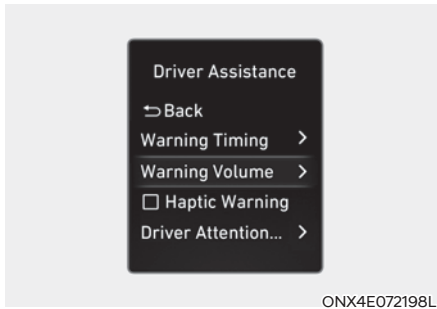 Driver Assistance
Back
Warning Timing >
Warning Volume >
Haptic Warning
Driver Attention... >
ONX4E072198L